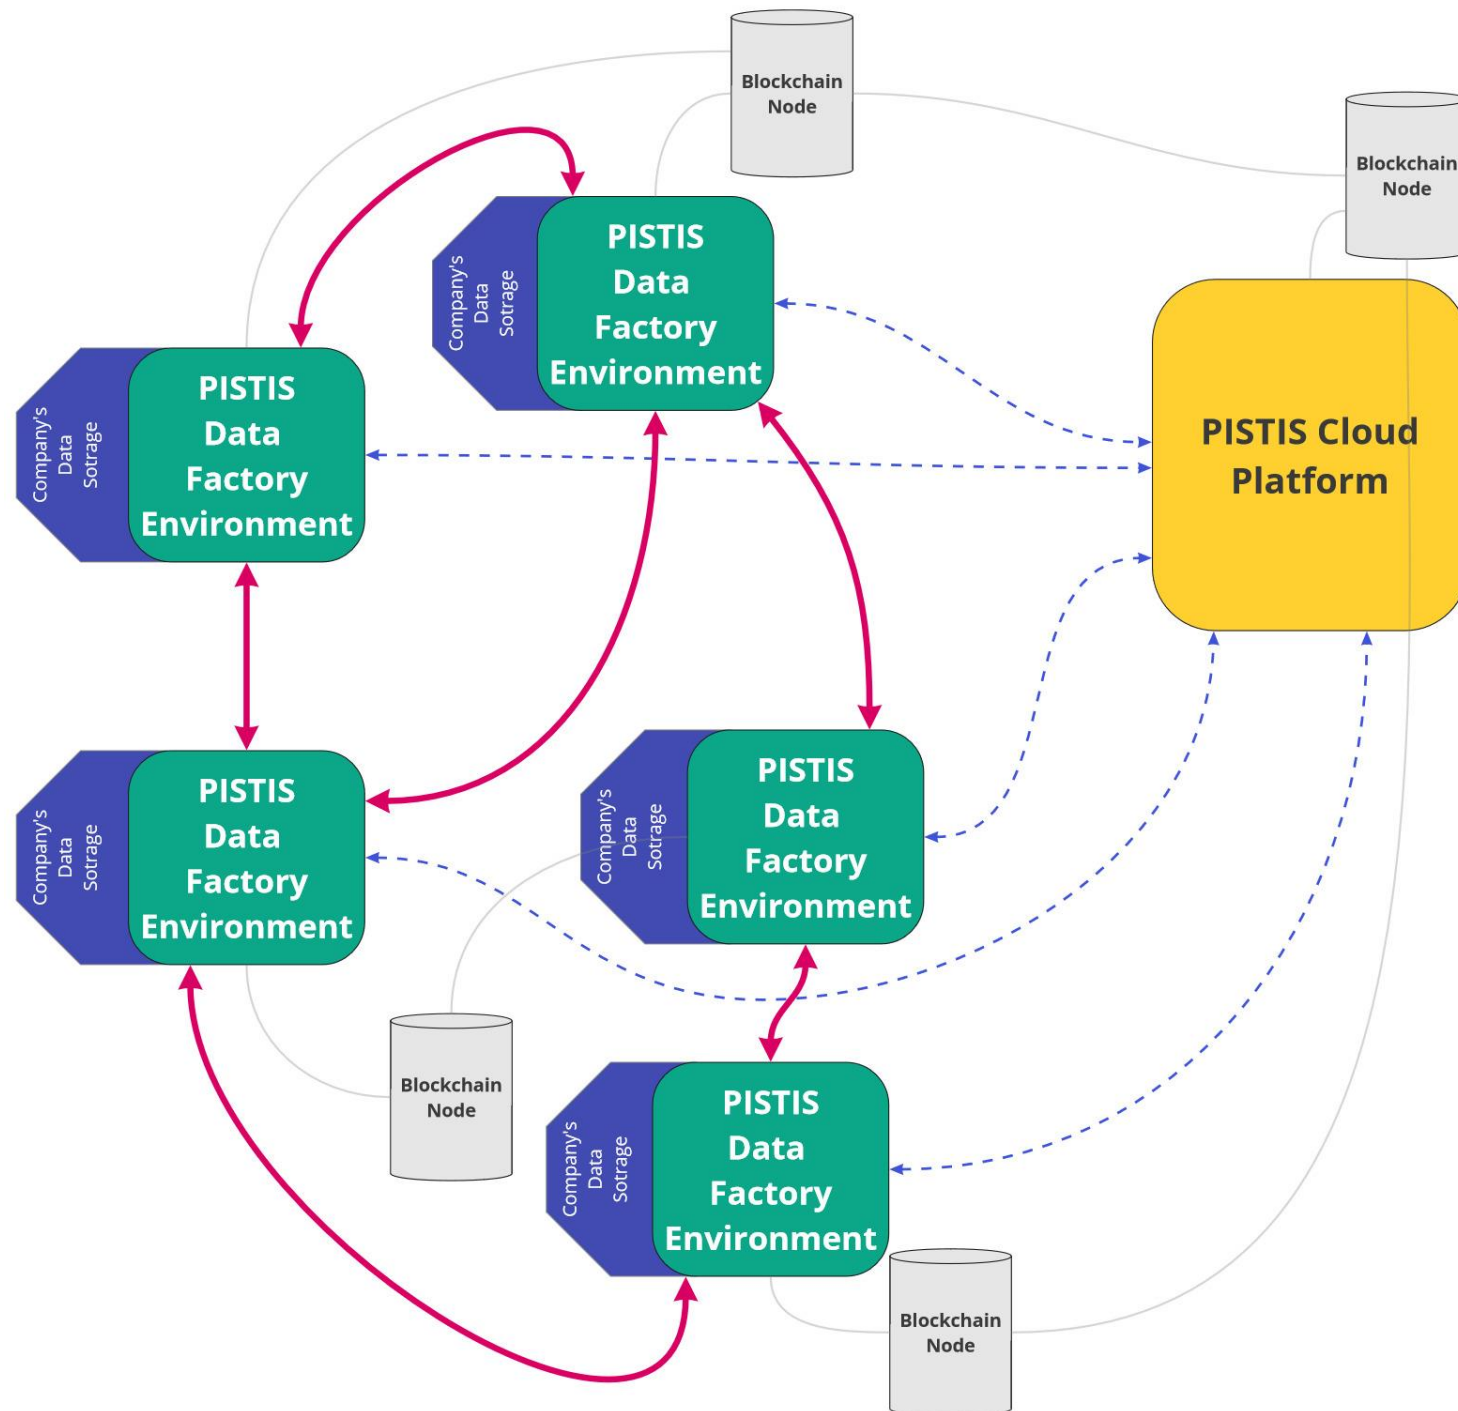 Blockchain
Node
Blockchain
Node
Company's
Data
Sotrage
PISTIS
Data
Factory
Environment
Company's
Data
Sotrage
PISTIS
Data
Factory
Environment
PISTIS Cloud
Platform
Company's
Data
Sotrage
PISTIS
Data
Factory
Environment
Company's
Data
Sotrage
PISTIS
Data
Factory
Environment
Blockchain
Node
Company's
Data
Sotrage
PISTIS
Data
Factory
Environment
Blockchain
Node